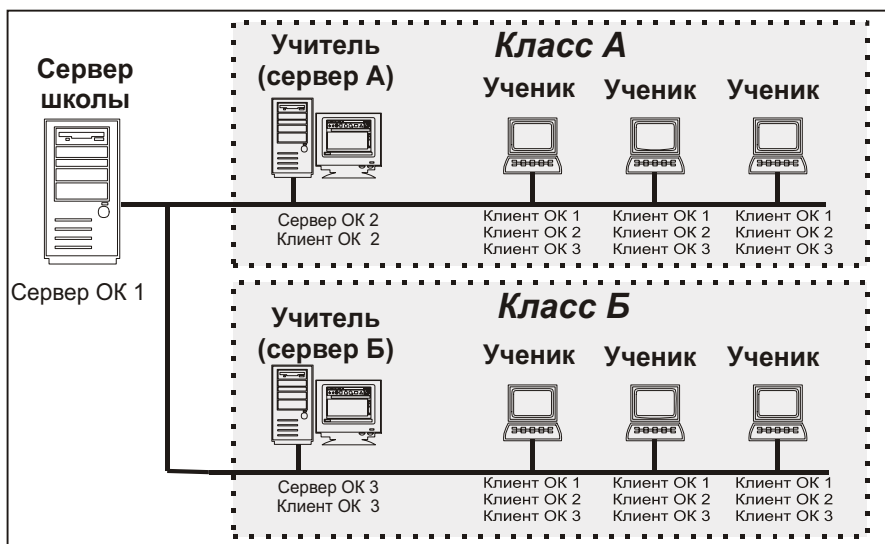 Сервер
школы
Сервер ОК 1
Класс А
Учитель
(сервер А)
Ученик Ученик Ученик
Сервер ОК 2
Клиент ОК 2
Клиент ОК 1 Клиент ОК 1 Клиент ОК 1
Клиент ОК 2 Клиент ОК 2 Клиент ОК 2
Клиент ОК 3 Клиент ОК 3 Клиент ОК 3
Класс Б
Учитель
(сервер Б)
Ученик Ученик Ученик
Сервер ОК 3
Клиент ОК 3
Клиент ОК 1 Клиент ОК 1 Клиент ОК 1
Клиент ОК 2 Клиент ОК 2 Клиент ОК 2
Клиент ОК 3 Клиент ОК 3 Клиент ОК 3